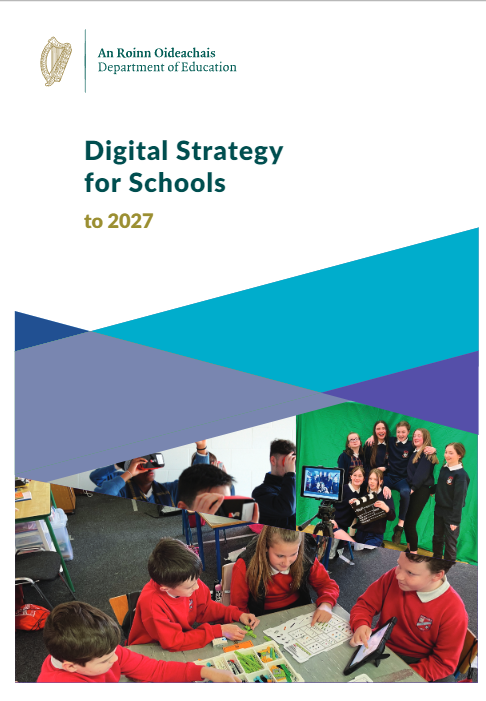 An Roinn Oideachais
Department of Education
Digital Strategy
for Schools
to 2027